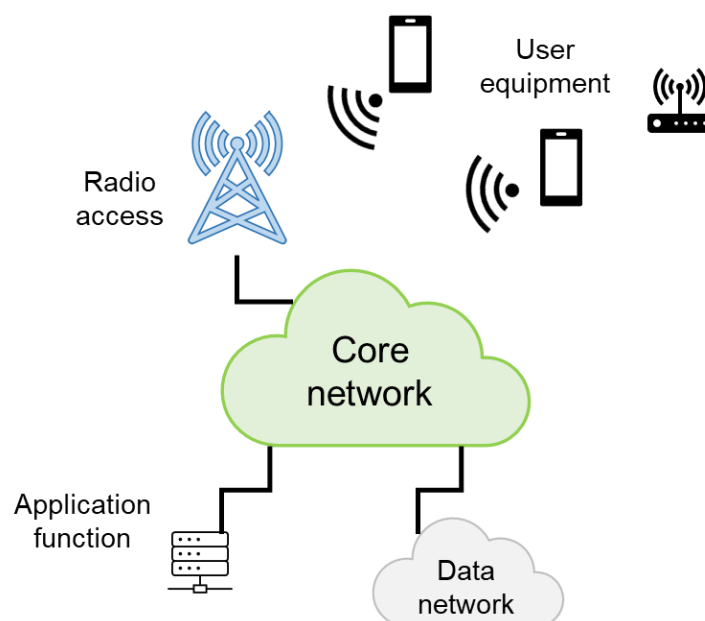 User
equipment
Radio
access
Core
network
Application
function
Data
network